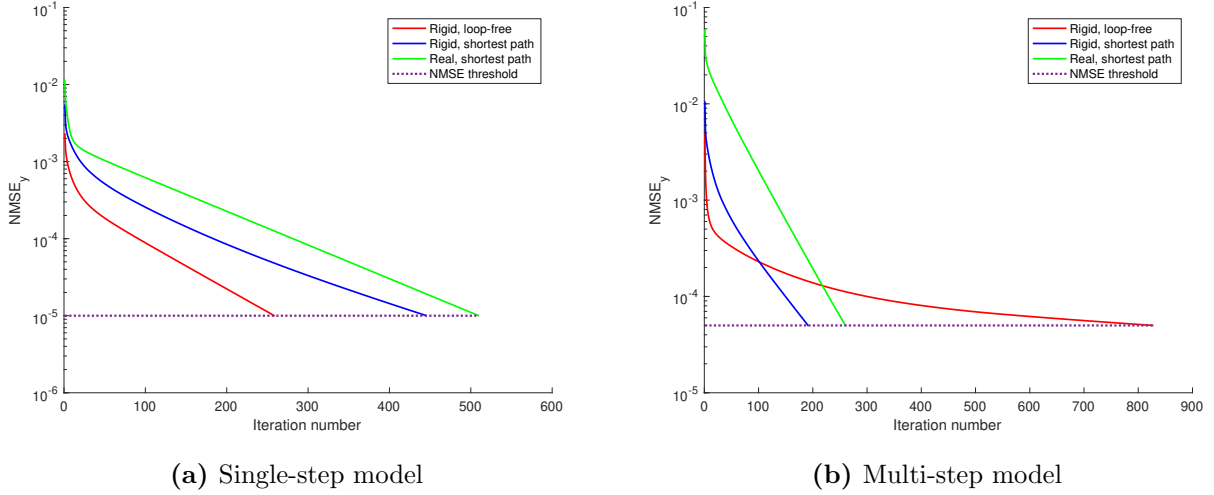 10^-1
10^-2
10^-3
10^-4
10^-5
10^-6
NMSE_y
0 100 200 300 400 500 600
Iteration number
Rigid, loop-free
Rigid, shortest path
Real, shortest path
NMSE threshold
(a) Single-step model
10^-1
10^-2
10^-3
10^-4
10^-5
NMSE_y
0 100 200 300 400 500 600 700 800 900
Iteration number
Rigid, loop-free
Rigid, shortest path
Real, shortest path
NMSE threshold
(b) Multi-step model